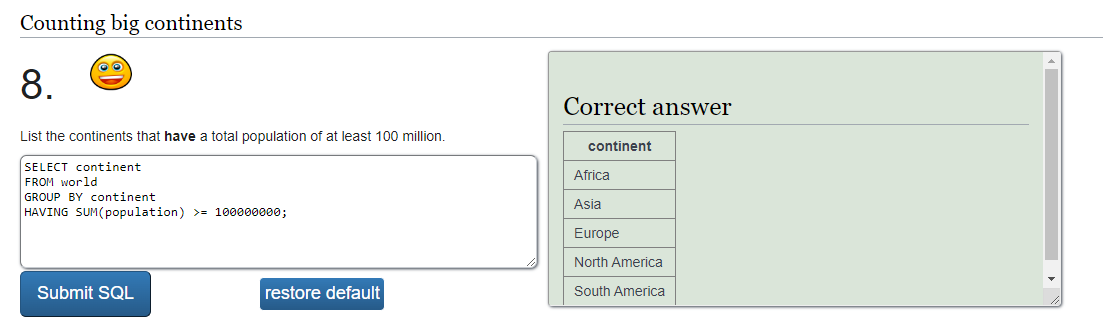 Counting big continents
8.
List the continents that have a total population of at least 100 million.
SELECT continent
FROM world
GROUP BY continent
HAVING SUM(population) >= 100000000;
Submit SQL
restore default
Correct answer
continent
Africa
Asia
Europe
North America
South America